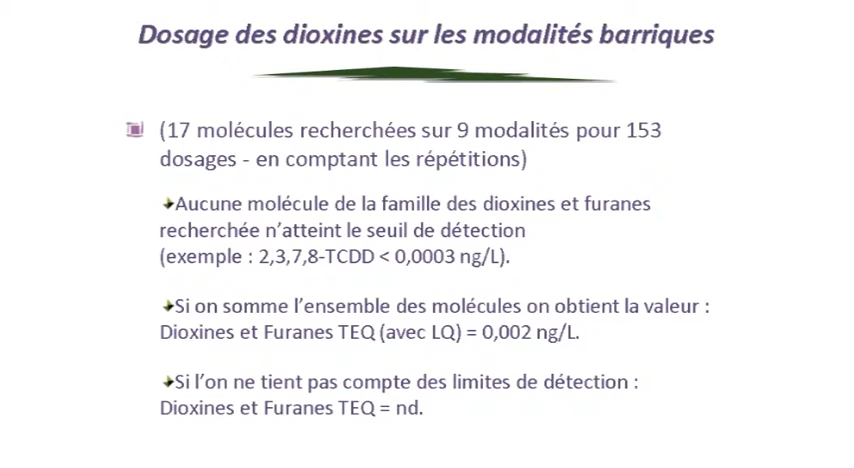 Dosage des dioxines sur les modalités barriques
(17 molécules recherchées sur 9 modalités pour 153
dosages - en comptant les répétitions)
Aucune molécule de la famille des dioxines et furanes
recherchée n’atteint le seuil de détection
(exemple : 2,3,7,8-TCDD < 0,0003 ng/L).
Si on somme l’ensemble des molécules on obtient la valeur :
Dioxines et Furanes TEQ (avec LQ) = 0,002 ng/L.
Si l’on ne tient pas compte des limites de détection :
Dioxines et Furanes TEQ = nd.